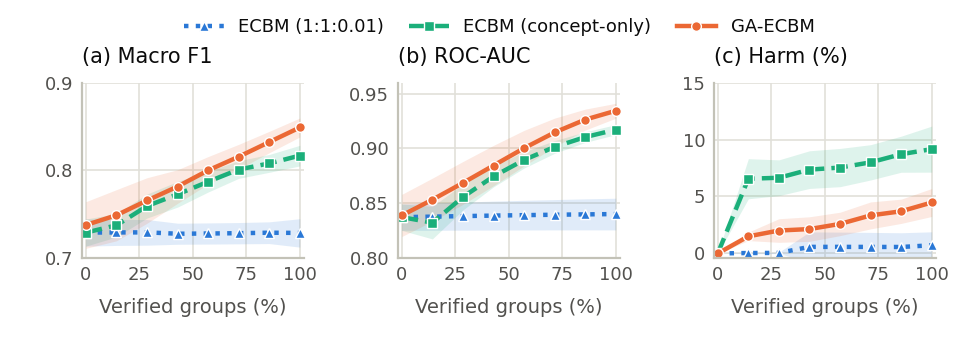 ECBM (1:1:0.01) ECBM (concept-only) GA-ECBM
(a) Macro F1 (b) ROC-AUC (c) Harm (%)
0.9
0.8
0.7
0 25 50 75 100
Verified groups (%)
0.95
0.90
0.85
0.80
0 25 50 75 100
Verified groups (%)
15
10
5
0
0 25 50 75 100
Verified groups (%)